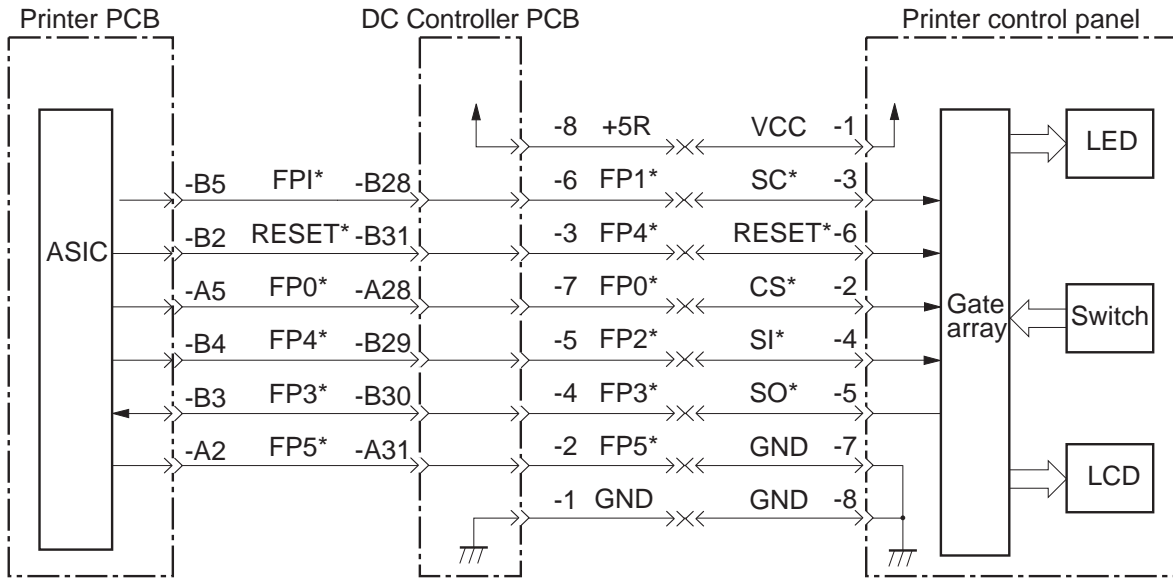 Printer PCB DC Controller PCB Printer control panel
-8 +5R VCC -1 LED
-B5 FPI* -B28 -6 FP1* SC* -3
ASIC -B2 RESET* -B31 -3 FP4* RESET* -6
-A5 FP0* -A28 -7 FP0* CS* -2 Gate array Switch
-B4 FP4* -B29 -5 FP2* SI* -4
-B3 FP3* -B30 -4 FP3* SO* -5
-A2 FP5* -A31 -2 FP5* GND -7 LCD
-1 GND GND -8